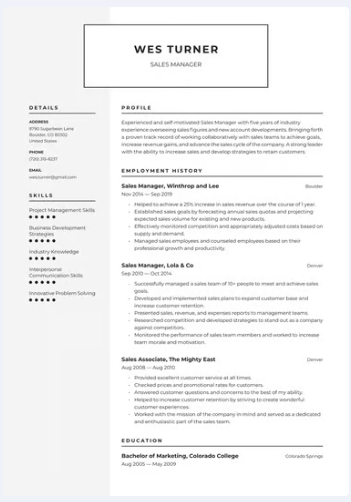 WES TURNER
SALES MANAGER
DETAILS
ADDRESS
8790 Sugarbeer Lane
Boulder, CO 80102
United States
PHONE
EMAIL
wes.turner@gmail.com
SKILLS
Project Management Skills
Business Development
Strategies
Industry Knowledge
Interpersonal
Communication Skills
Innovative Problem Solving
PROFILE
Experienced and self-motivated Sales Manager with five years of industry
experience overseeing sales figures and new account developments. Bringing forth
a proven track record of working collaboratively with sales teams to achieve goals,
increase revenue gains, and advance the sales cycle of the company. A strong leader
with the ability to increase sales and develop strategies to retain customers.
EMPLOYMENT HISTORY
Sales Manager, Winthrop and Lee Boulder
Nov 2014 — Sep 2019
- Helped to achieve a 25% increase in sales revenue over the course of 1 year.
- Established sales goals by forecasting annual sales quotas and projecting
expected sales volume for existing and new products.
- Effectively monitored competition and appropriately adjusted costs based on
supply and demand.
- Managed sales employees and counseled employees based on their
professional growth and productivity.
Sales Manager, Lola & Co Denver
Sep 2010 — Oct 2014
- Successfully managed a sales team of 10+ people to meet and achieve sales
goals.
- Developed and implemented sales plans to expand customer base and
increase customer retention.
- Presented sales, revenue, and expenses reports to management teams.
- Researched competition and developed strategies to stand out as a company
against competitors.
- Monitored the performance of sales team members and worked to increase
team morale and motivation.
Sales Associate, The Mighty East Denver
Aug 2008 — Aug 2010
- Provided excellent customer service at all times.
- Checked prices and promotional rates for customers.
- Answered customer questions and concerns to the best of my ability.
- Helped to increase customer retention by striving to create wonderful
customer experiences.
- Worked with the mission of the company in mind and served as a dedicated
and enthusiastic part of the sales team.
EDUCATION
Bachelor of Marketing, Colorado College Colorado Springs
Aug 2005 — May 2009